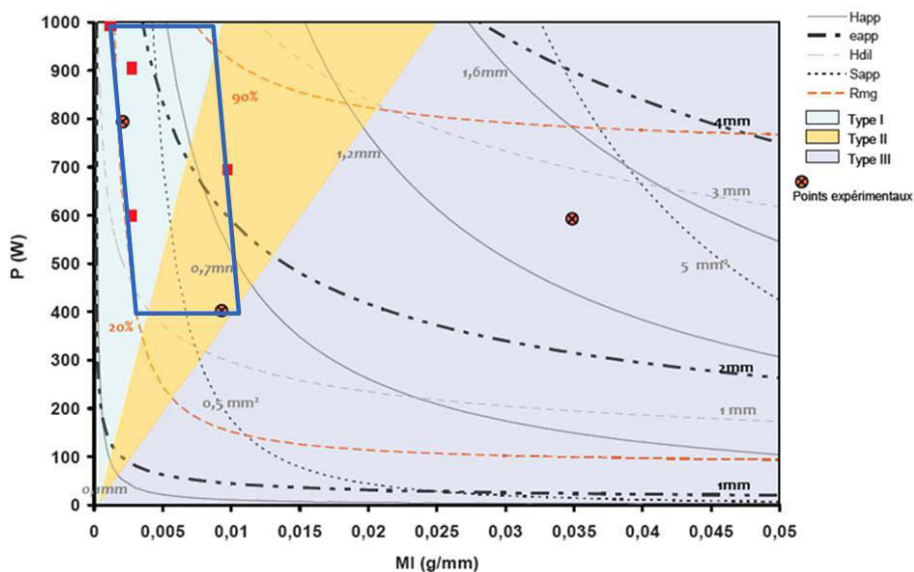 1000
900
800
700
600
500
400
300
200
100
0
P (W)
0
0,005
0,01
0,015
0,02
0,025
0,03
0,035
0,04
0,045
0,05
MI (g/mm)
90%
20%
1,6mm
1,2mm
0,7mm
0,1mm
4mm
3 mm
5 mm²
2mm
1 mm
0,5 mm²
1mm
Happ
eapp
Hdil
Sapp
Rmg
Type I
Type II
Type III
Points expérimentaux